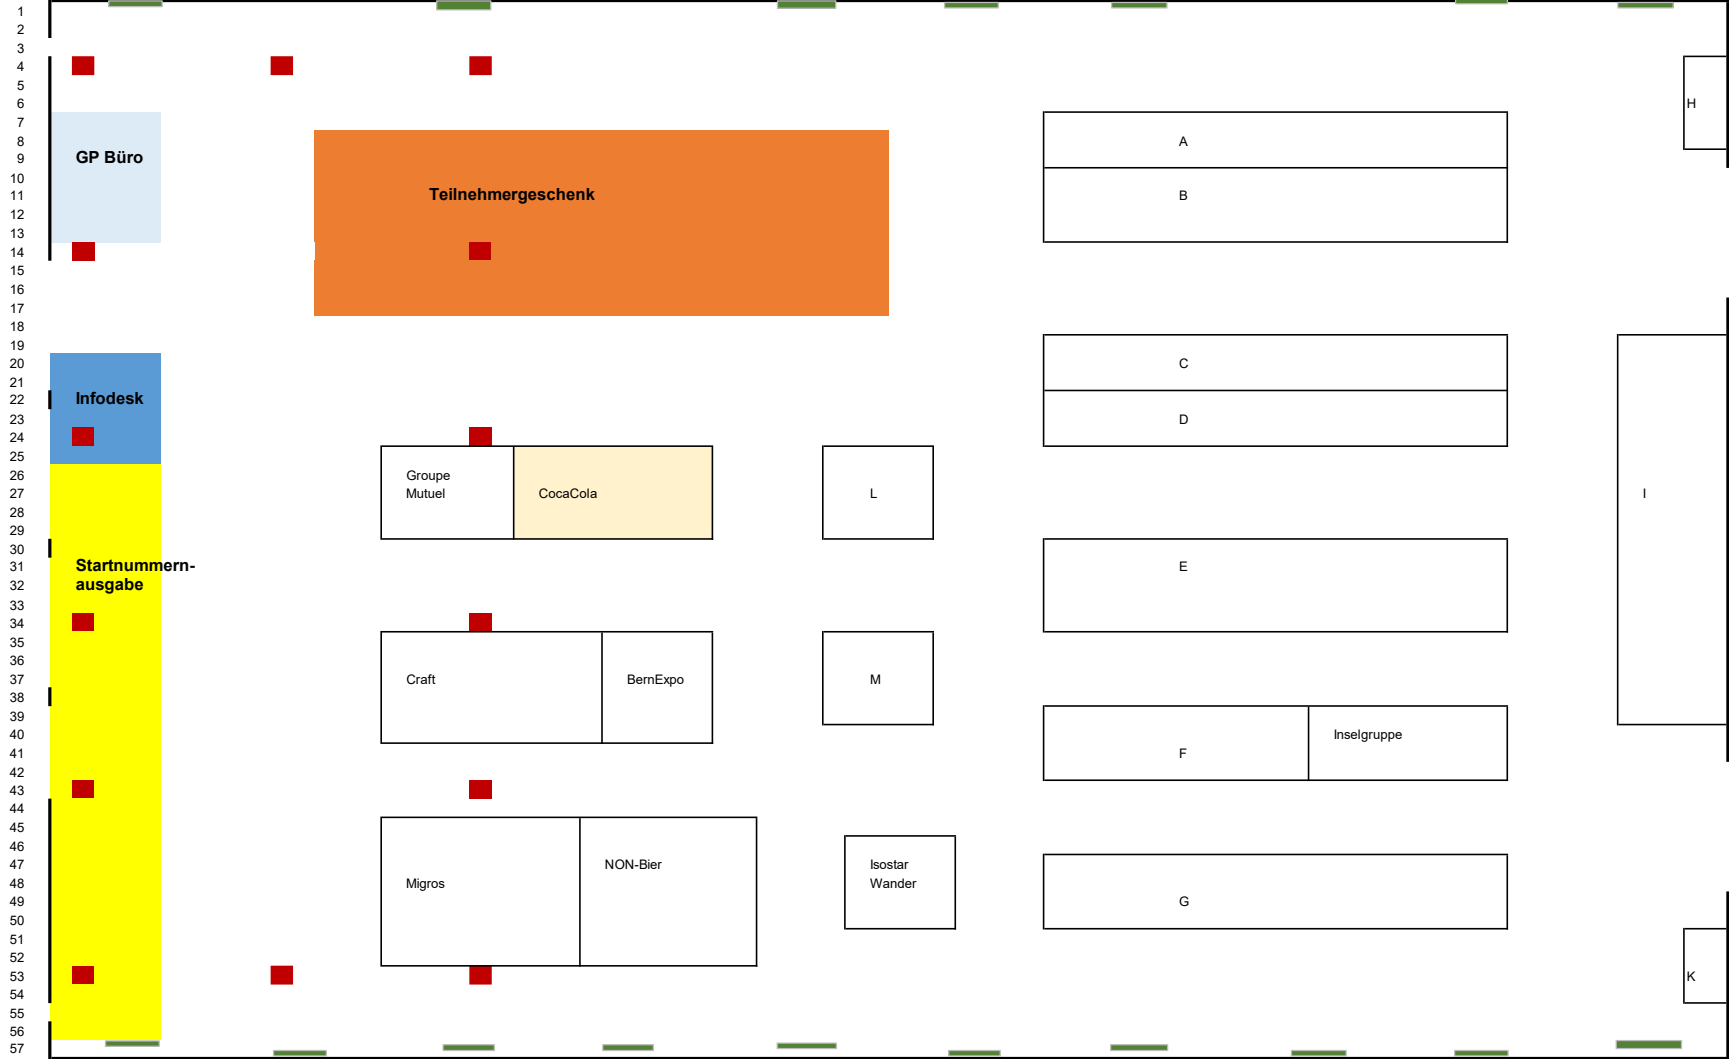 1
2
3
4
5
6
H
7
8
A
9
GP Büro
10
11
Teilnehmergeschenk
B
12
13
14
15
16
17
18
19
20
C
21
22
Infodesk
23
D
24
25
26
Groupe
27
Mutuel
CocaCola
L
I
28
29
30
31
Startnummern-
E
32
ausgabe
33
34
35
36
37
Craft
BernExpo
M
38
39
40
Inselgruppe
41
F
42
43
44
45
46
47
NON-Bier
Isostar
48
Migros
Wander
49
G
50
51
52
53
K
54
55
56
57